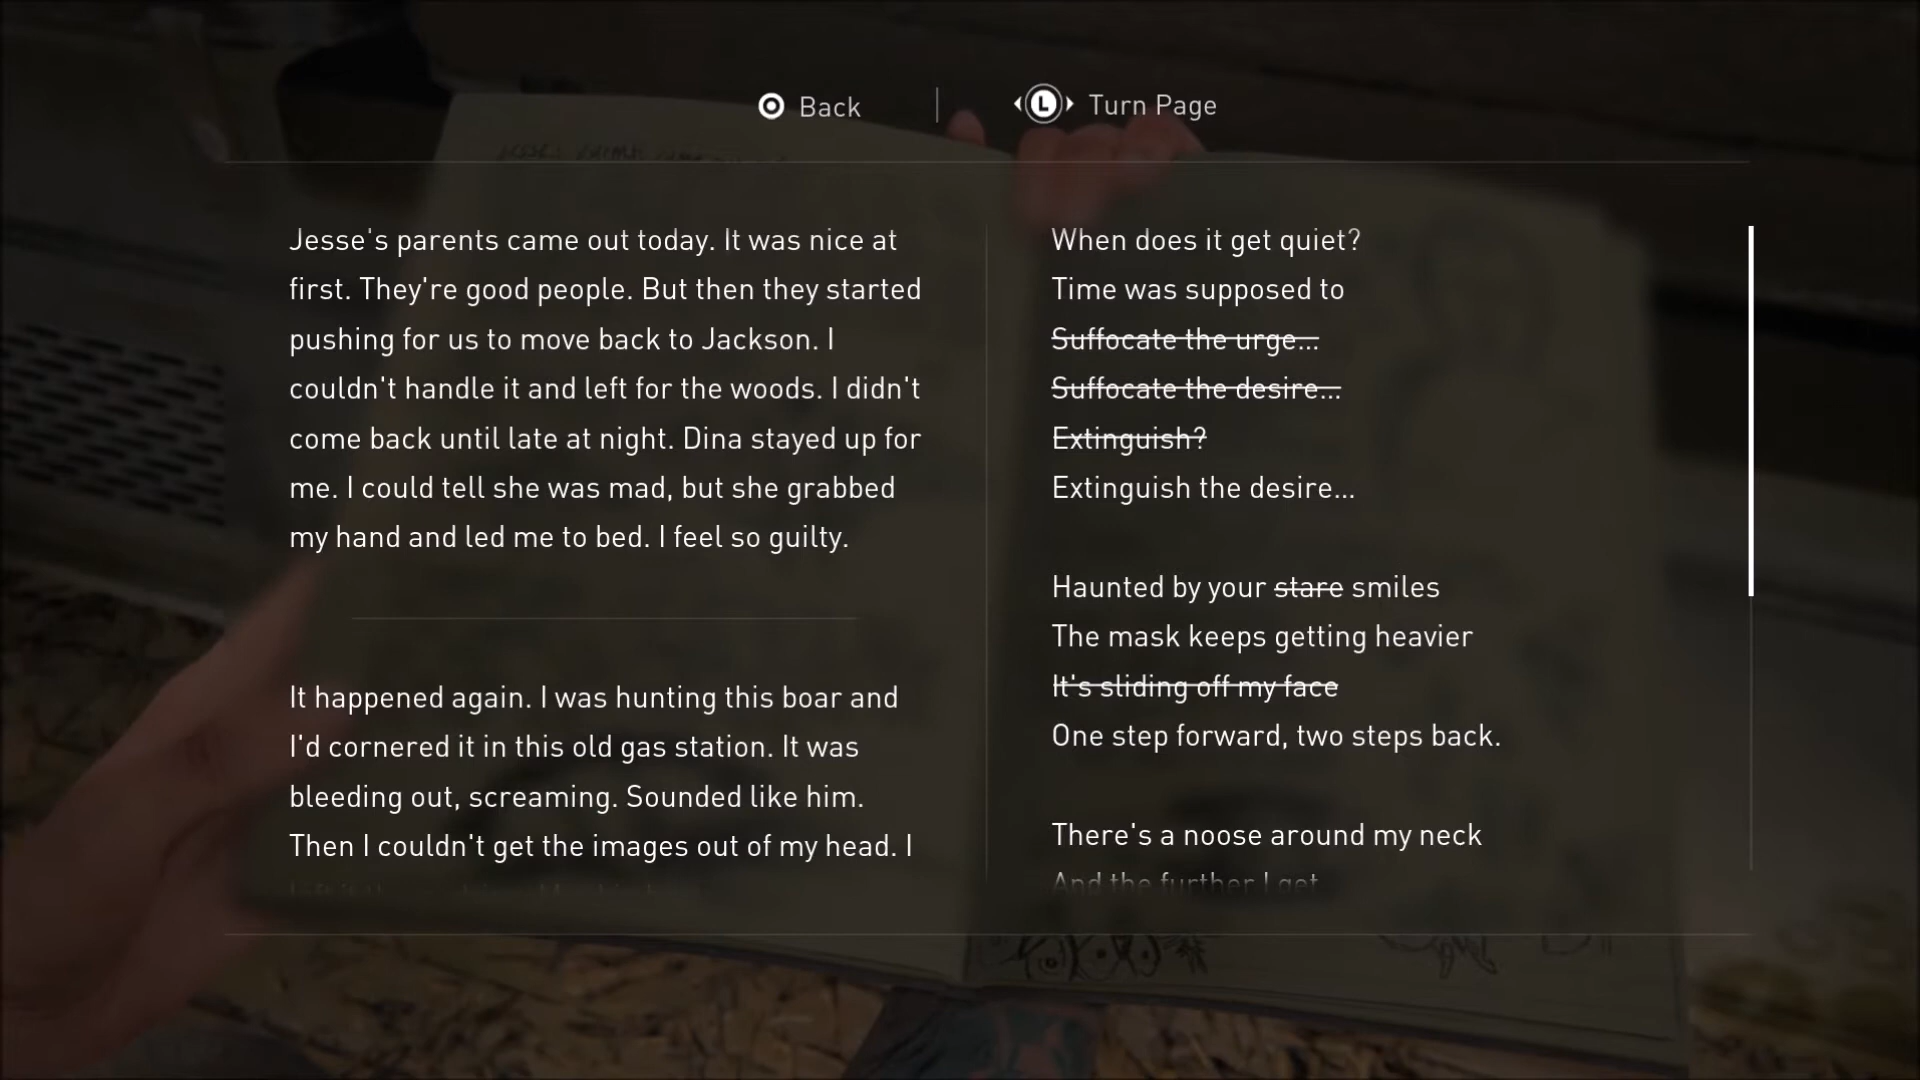 Back
L Turn Page
Jesse's parents came out today. It was nice at
first. They're good people. But then they started
pushing for us to move back to Jackson. I
couldn't handle it and left for the woods. I didn't
come back until late at night. Dina stayed up for
me. I could tell she was mad, but she grabbed
my hand and led me to bed. I feel so guilty.
It happened again. I was hunting this boar and
I'd cornered it in this old gas station. It was
bleeding out, screaming. Sounded like him.
Then I couldn't get the images out of my head. I
When does it get quiet?
Time was supposed to
Suffocate the urge...
Suffocate the desire...
Extinguish?
Extinguish the desire...
Haunted by your stare smiles
The mask keeps getting heavier
It's sliding off my face
One step forward, two steps back.
There's a noose around my neck
And the further I get